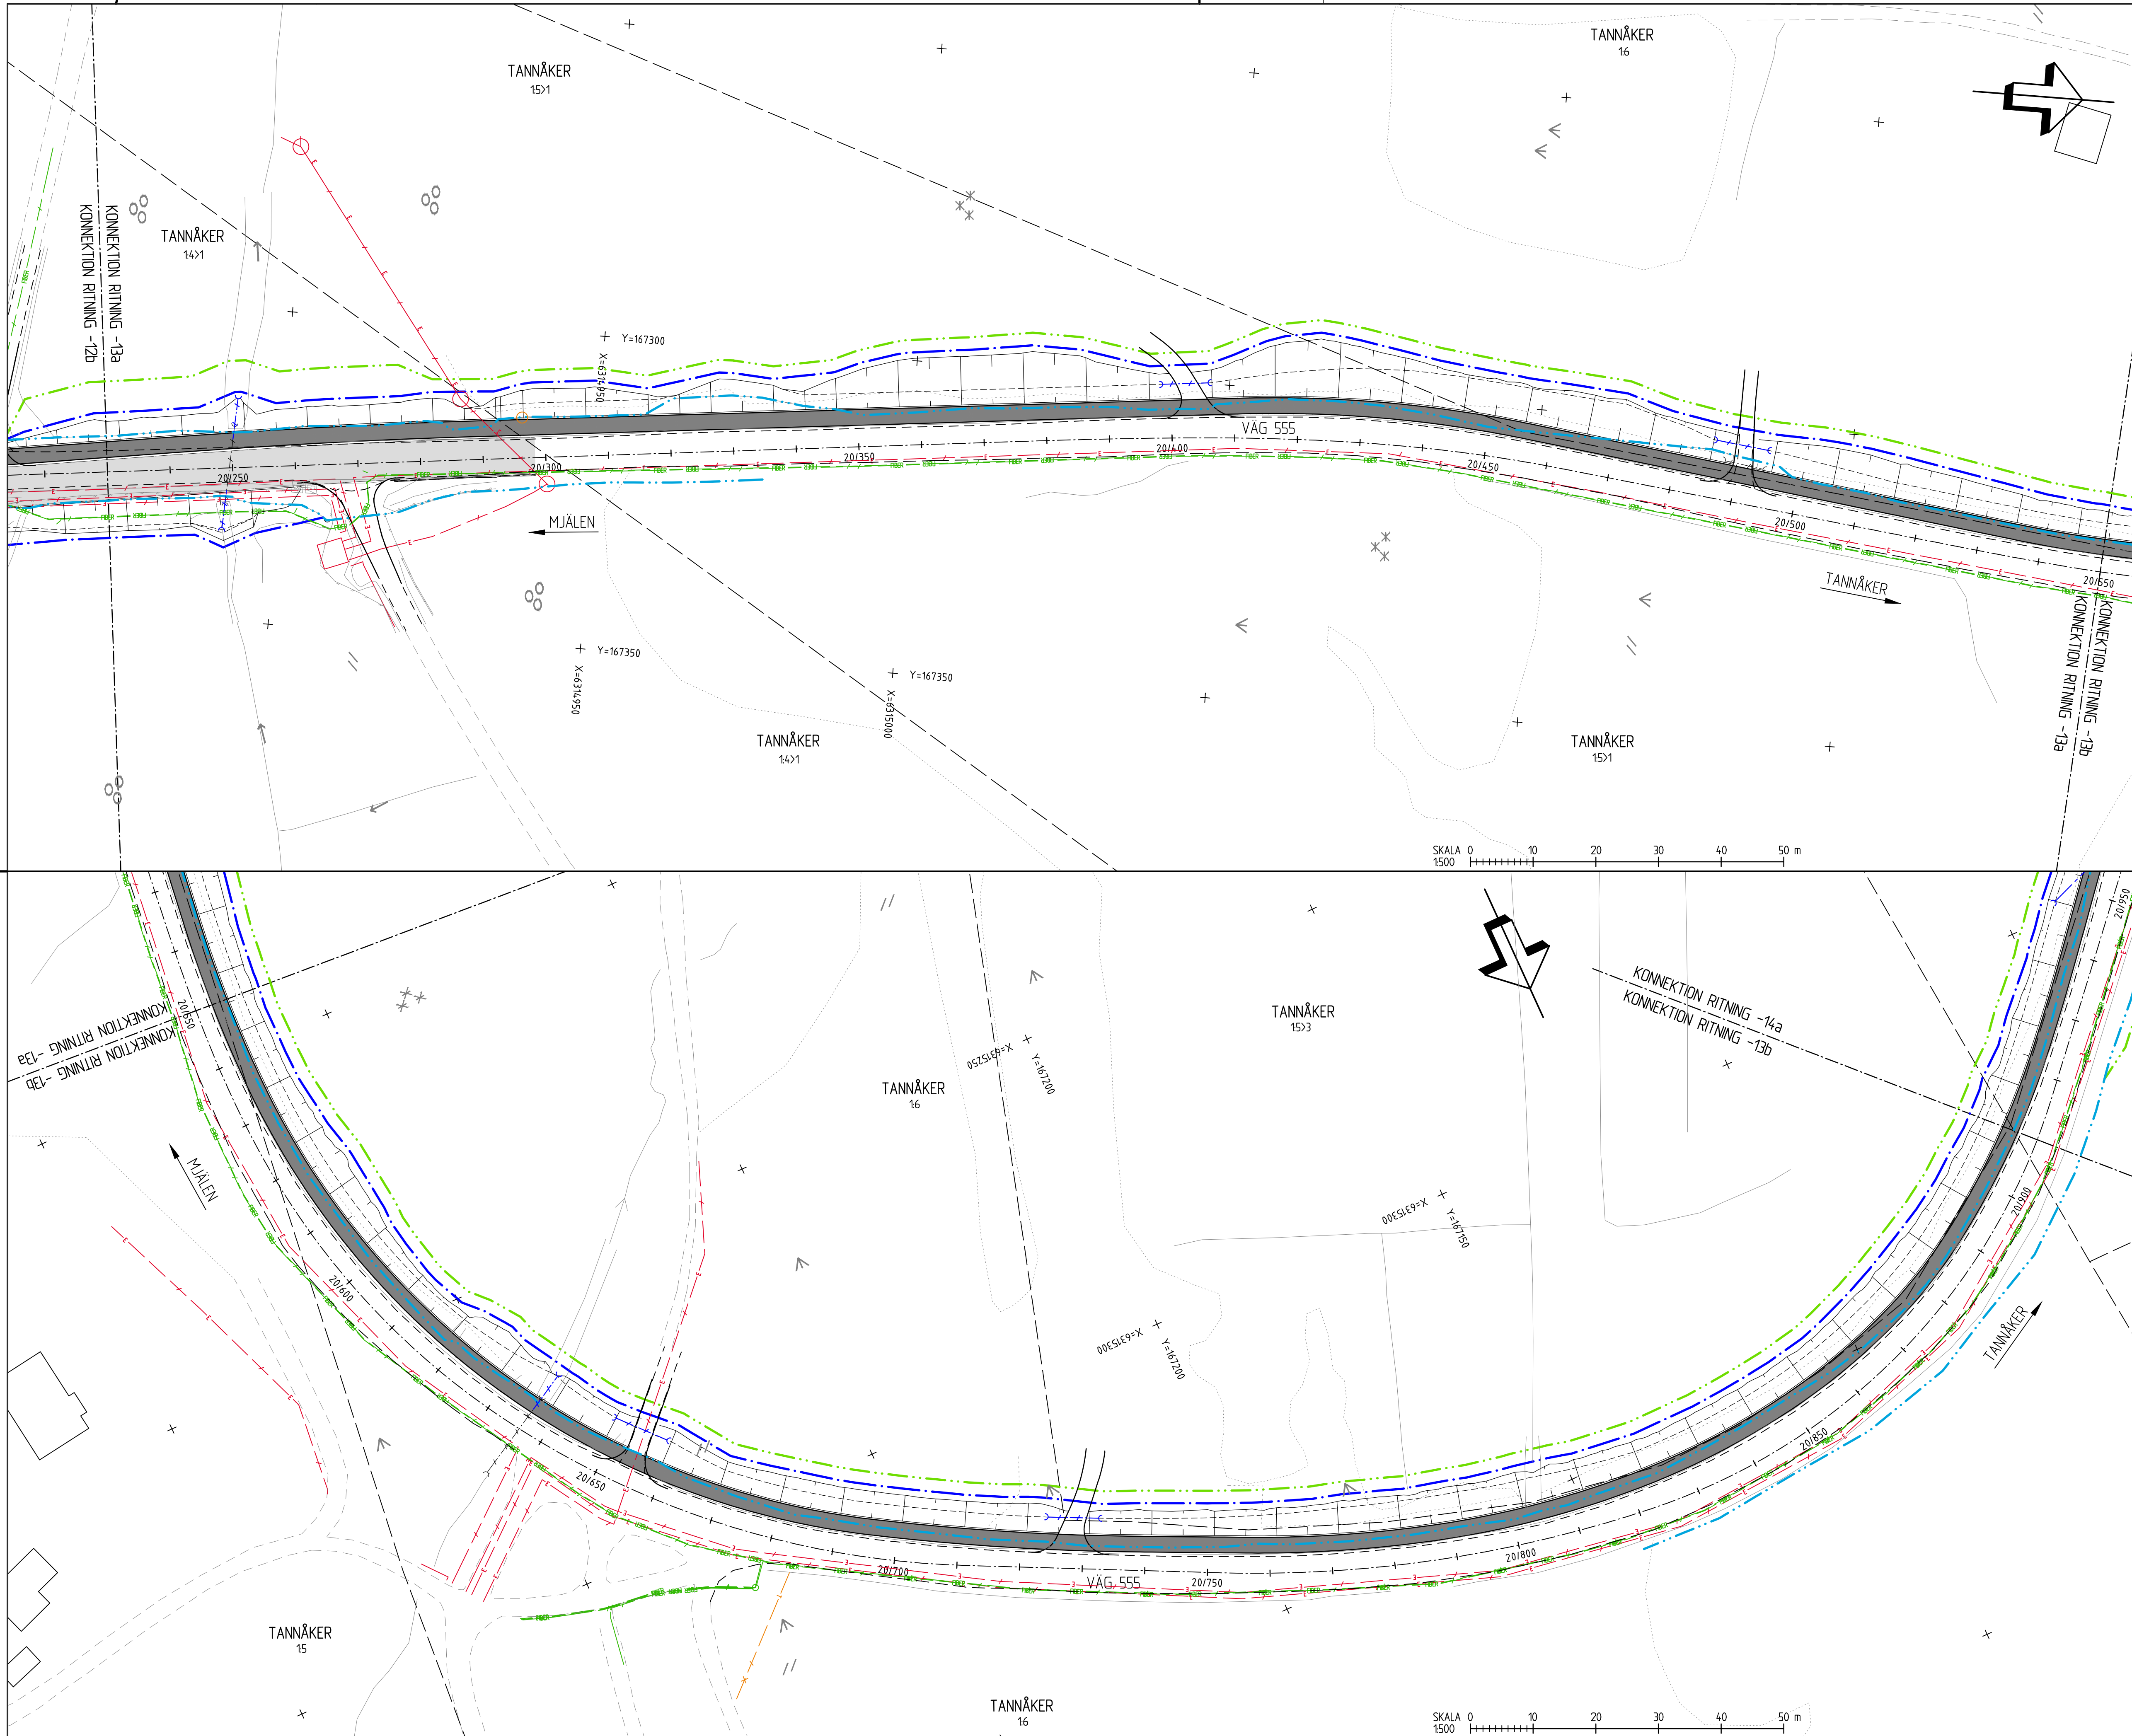 TANNÅKER
1:5>1
TANNÅKER
1:6
KONNEKTION RITNING -13a
KONNEKTION RITNING -12b
TANNÅKER
1:4>1
Y=167300
X=6314950
VÄG 555
20/250
20/300
20/350
20/400
20/450
20/500
20/550
FIBER
E
MJÄLEN
TANNÅKER
Y=167350
X=6314950
Y=167350
X=6315000
TANNÅKER
1:4>1
TANNÅKER
1:5>1
KONNEKTION RITNING -13b
KONNEKTION RITNING -13a
SKALA 0 10 20 30 40 50 m
1:500
KONNEKTION RITNING -13a
KONNEKTION RITNING -13b
20/550
MJÄLEN
20/600
20/650
20/700
VÄG 555
20/750
20/800
20/850
20/900
20/950
TANNÅKER
1:6
X=6315250
Y=167200
TANNÅKER
1:5>3
KONNEKTION RITNING -14a
KONNEKTION RITNING -13b
X=6315300
Y=167150
X=6315300
Y=167200
TANNÅKER
TANNÅKER
1:5
TANNÅKER
1:6
SKALA 0 10 20 30 40 50 m
1:500